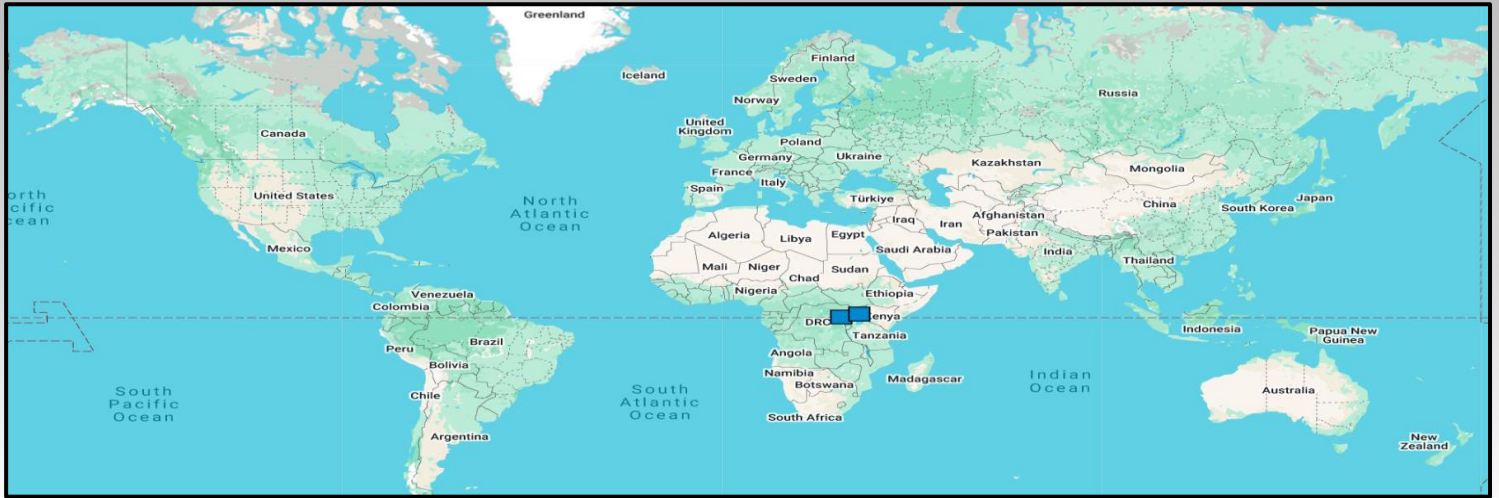 Greenland
Iceland
Finland
Sweden
Norway
Russia
United
Kingdom
Canada
Poland
Germany
Ukraine
France
Kazakhstan
Mongolia
Italy
Spain
United States
orth
cific
cean
North
Atlantic
Ocean
Türkiye
China
Japan
South Korea
Iraq
Iran
Afghanistan
Pakistan
Mexico
Algeria
Libya
Egypt
Saudi Arabia
India
Thailand
Mali
Niger
Chad
Sudan
Nigeria
Ethiopia
Venezuela
Colombia
DRC
enya
Tanzania
Indonesia
Papua New
Guinea
Peru
Brazil
Bolivia
Angola
Namibia
Botswana
Madagascar
Indian
Ocean
South
Pacific
Ocean
Chile
South
Atlantic
Ocean
Australia
South Africa
Argentina
New
Zealand